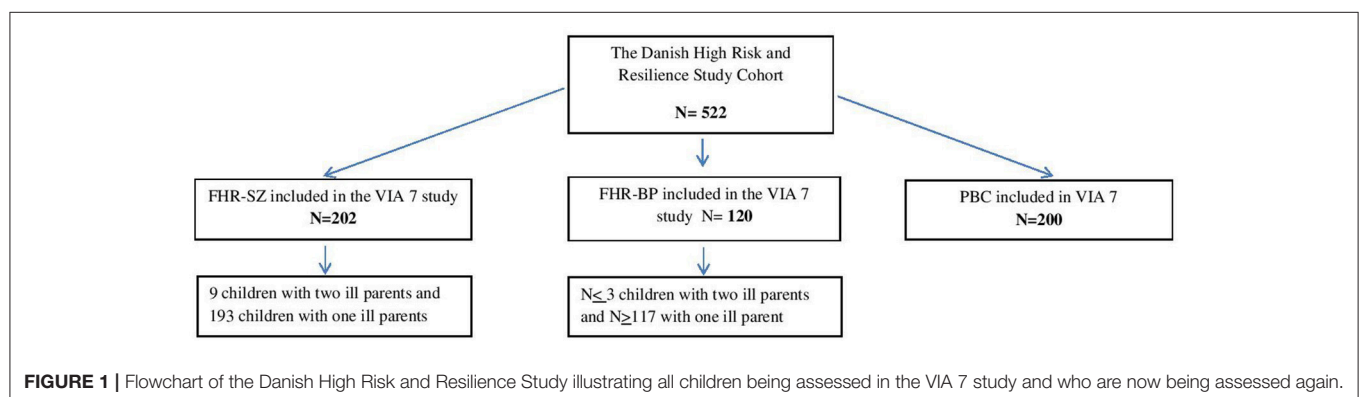 The Danish High Risk and
Resilience Study Cohort
N= 522
FHR-SZ included in the VIA 7 study
N=202
FHR-BP included in the VIA 7
study N= 120
PBC included in VIA 7
N=200
9 children with two ill parents and
193 children with one ill parents
N≤ 3 children with two ill parents
and N≥117 with one ill parent
FIGURE 1 | Flowchart of the Danish High Risk and Resilience Study illustrating all children being assessed in the VIA 7 study and who are now being assessed again.